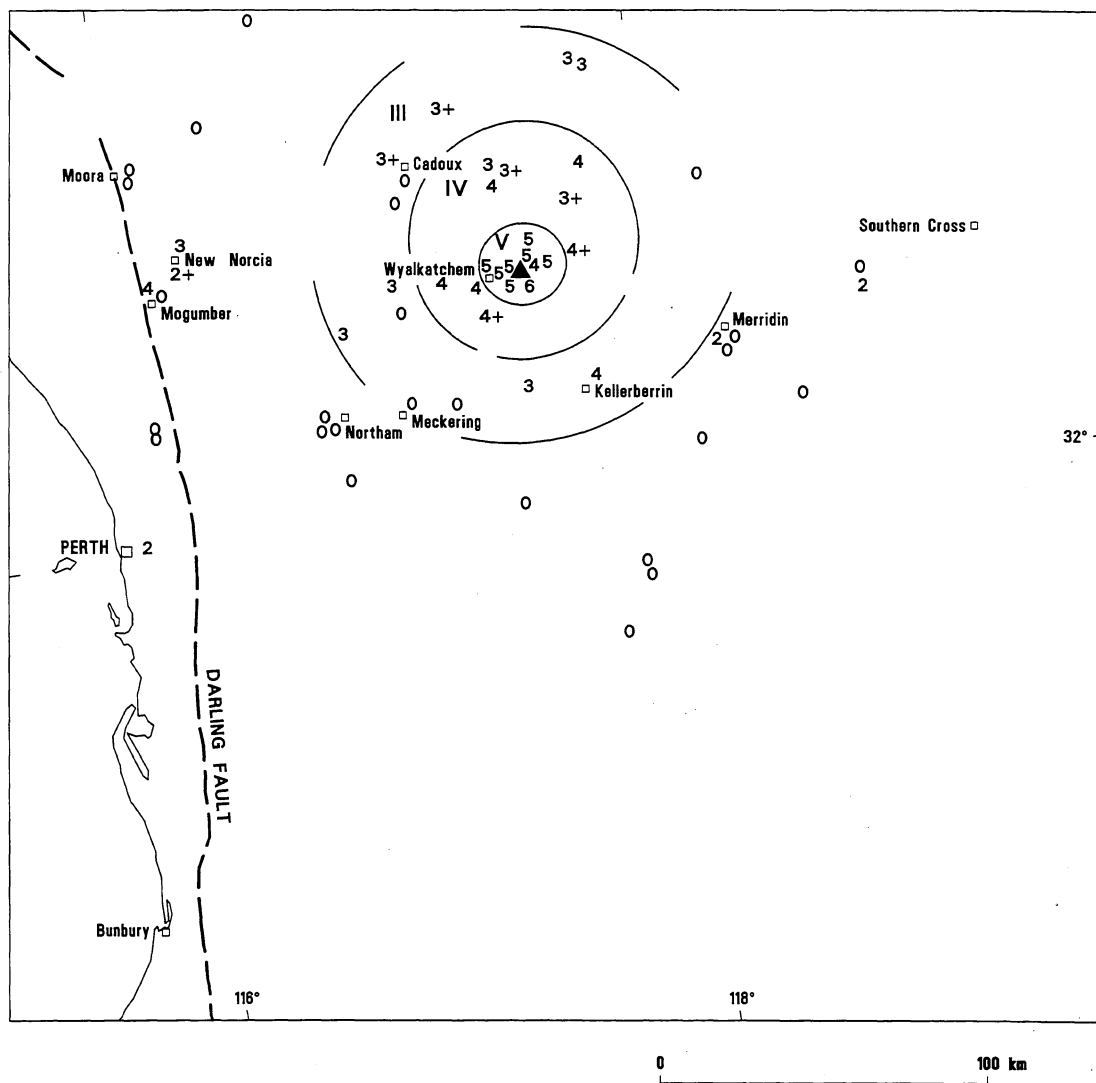 0
3 3
III 3+
0
3+ Cadoux 3 3+ 4
Moora 0
0
0 IV 4
0
0 3+
Southern Cross
3 V 5
4+
New Norcia
5
2+
Wyalkatchem 5 5 5 4 5
0
4 0
3 4 4 5 6
2
Mogumber
0 4+
Merridin
3
2 0
0
4
3 Kellerberrin
0
0 0
0 Meckering
0 0 Northam
0
0
0
32°
0
0
PERTH 2
0
0
0
DARLING FAULT
Bunbury
116° 118°
0 100 km